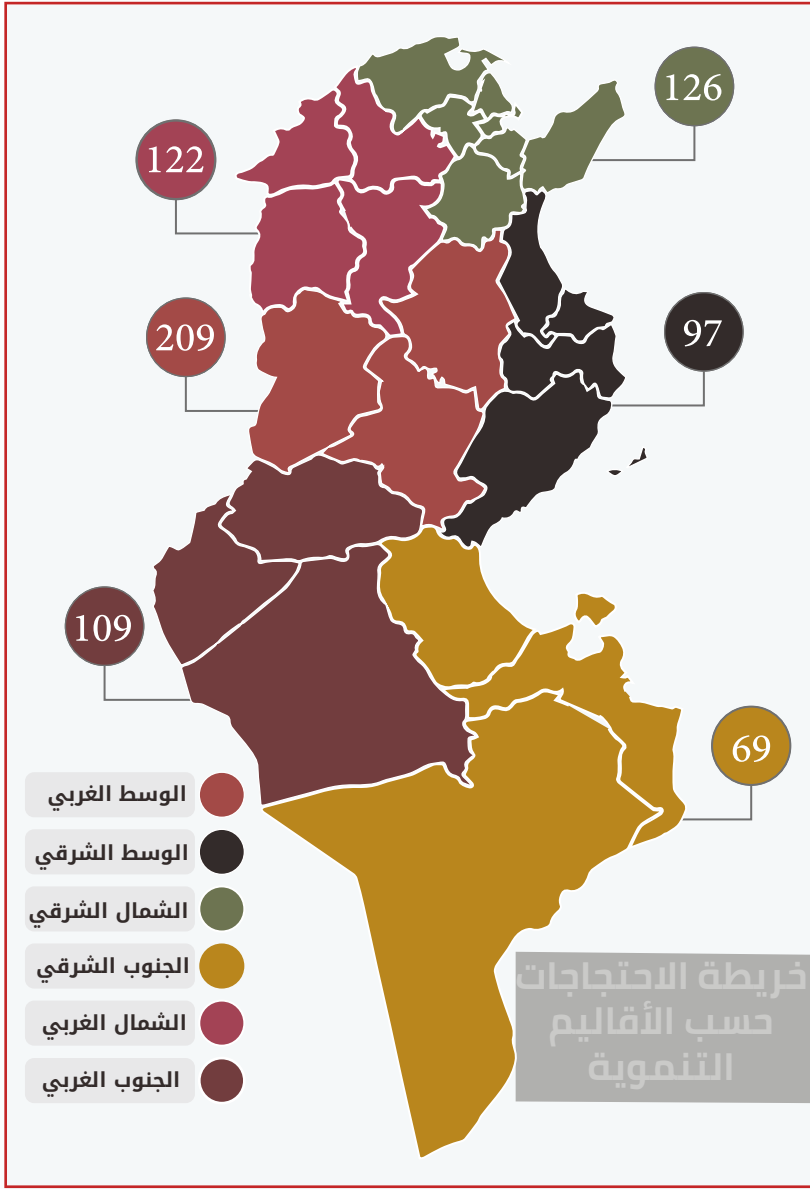 126
122
209
97
109
69
الوسط الغربي
الوسط الشرقي
الشمال الشرقي
الجنوب الشرقي
الشمال الغربي
الجنوب الغربي
خريطة الاحتجاجات
حسب الأقاليم
التنموية